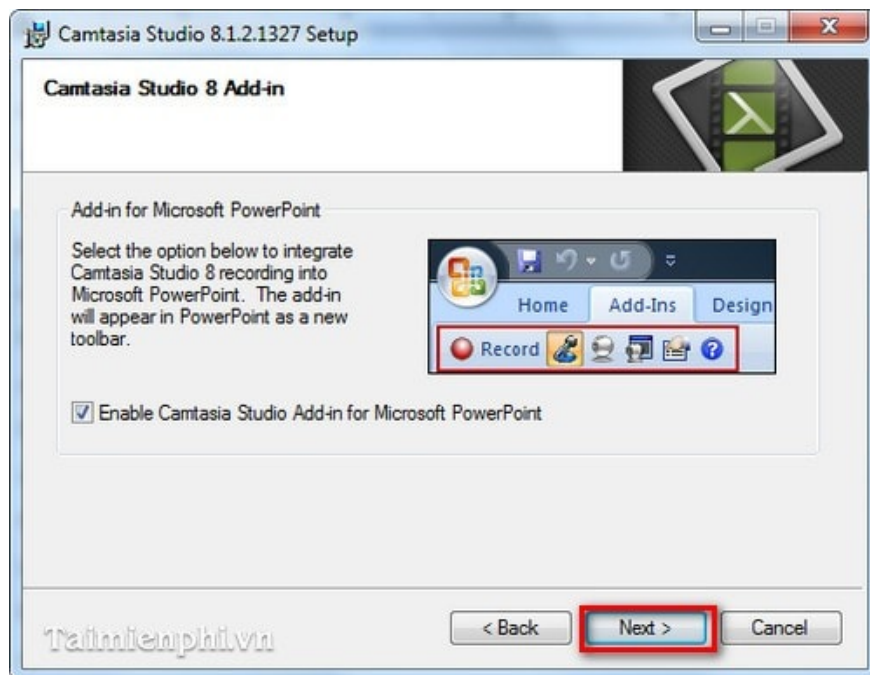 Camtasia Studio 8.1.2.1327 Setup
Camtasia Studio 8 Add-in
Add-in for Microsoft PowerPoint
Select the option below to integrate
Camtasia Studio 8 recording into
Microsoft PowerPoint. The add-in
will appear in PowerPoint as a new
toolbar.
Home Add-Ins Design
Record
Enable Camtasia Studio Add-in for Microsoft PowerPoint
Taimienphi.vn
< Back Next > Cancel